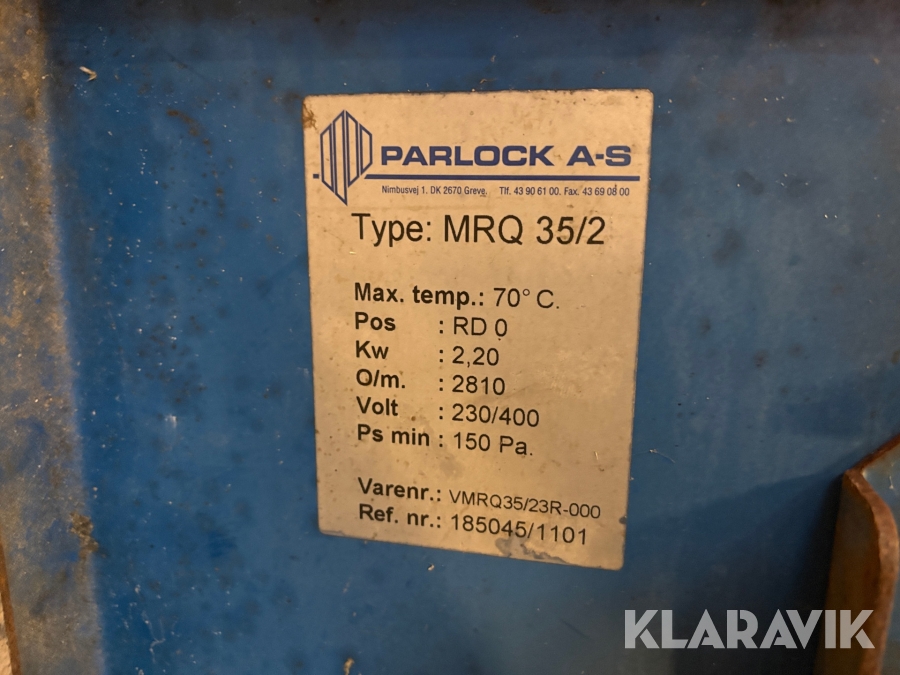 PARLOCK A-S
Nimbusvej 1. DK 2670 Greve. Tlf. 43 90 61 00. Fax. 43 69 08 00
Type: MRQ 35/2
Max. temp.: 70° C.
Pos : RD 0
Kw : 2,20
O/m. : 2810
Volt : 230/400
Ps min : 150 Pa.
Varenr.: VMRQ35/23R-000
Ref. nr.: 185045/1101
KLARAVIK